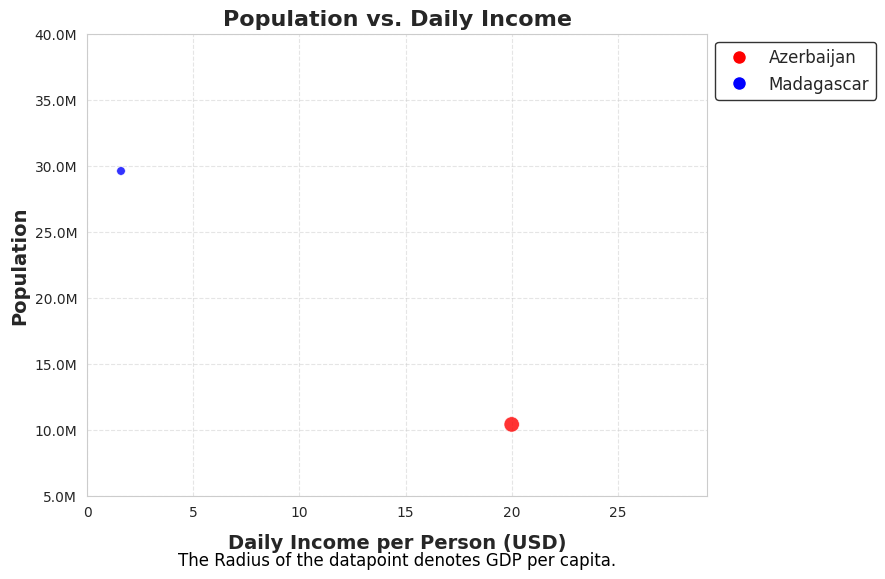 Population vs. Daily Income
Azerbaijan
Madagascar
Population
40.0M
35.0M
30.0M
25.0M
20.0M
15.0M
10.0M
5.0M
0 5 10 15 20 25
Daily Income per Person (USD)
The Radius of the datapoint denotes GDP per capita.